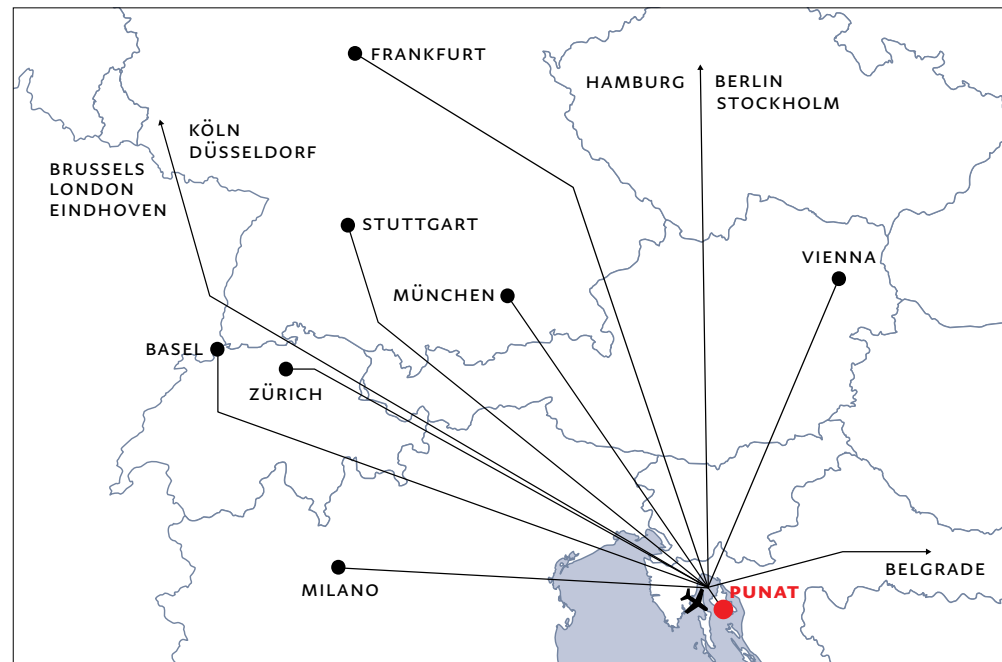 FRANKFURT
HAMBURG
BERLIN
STOCKHOLM
KÖLN
DÜSSELDORF
BRUSSELS
LONDON
EINDHOVEN
STUTTGART
VIENNA
MÜNCHEN
BASEL
ZÜRICH
BELGRADE
MILANO
PUNAT